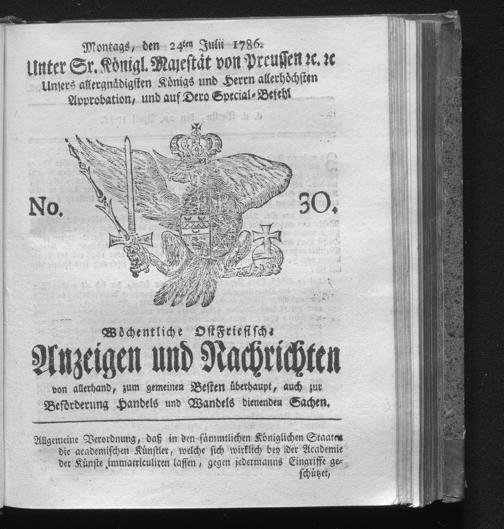 Montags, den 24ten Julii 1786.
Unter Sr. Königl. Majestät von Preussen ꝛc. ꝛc
Unsers allergnädigsten Königs und Herrn allerhöchsten
Approbation, und auf Dero Special-Befehl
No. 30.
Wöchentliche OstFriesische
Anzeigen und Nachrichten
von allerhand, zum gemeinen Besten überhaupt, auch zur
Beförderung Handels und Wandels dienenden Sachen.
Allgemeine Verordnung, daß in den sämmtlichen Königlichen Staaten
die academischen Künstler, welche sich wirklich bey der Academie
der Künste immatriculiren lassen, gegen jedermanns Eingriffe ge-
schützet,